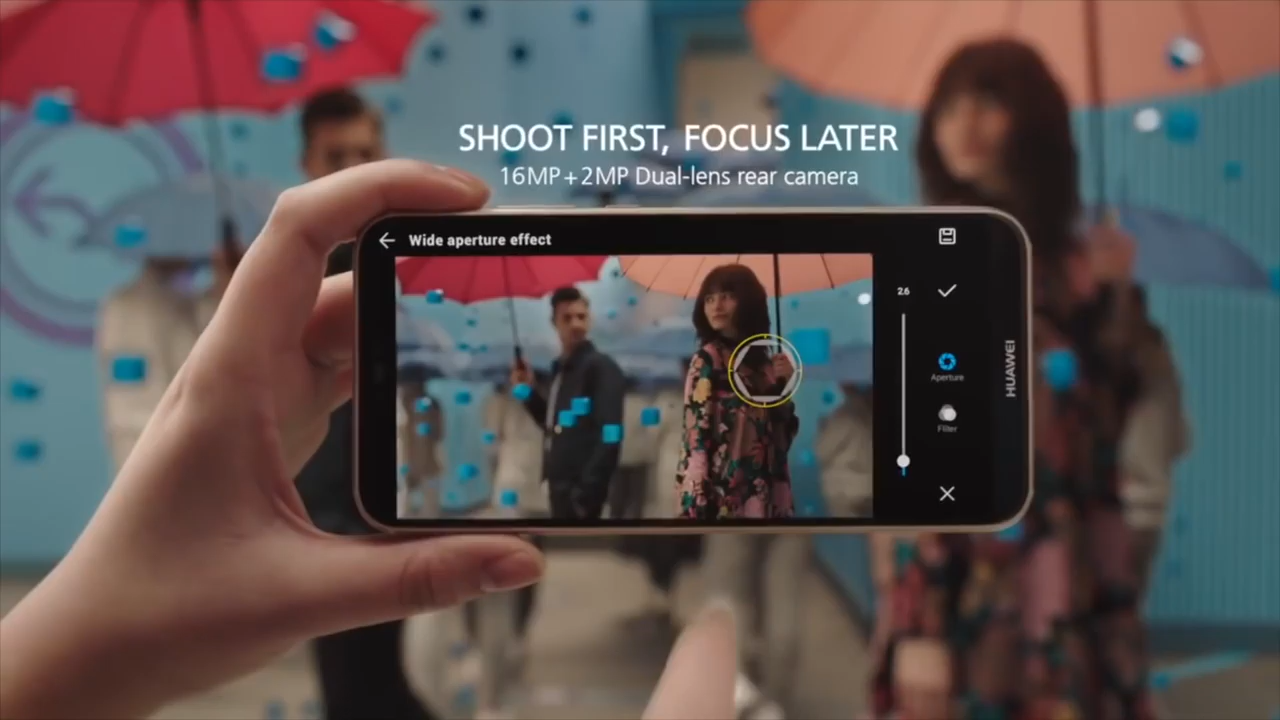 SHOOT FIRST, FOCUS LATER
16MP+2MP Dual-lens rear camera
Wide aperture effect
2.6
Aperture
Filter
HUAWEI